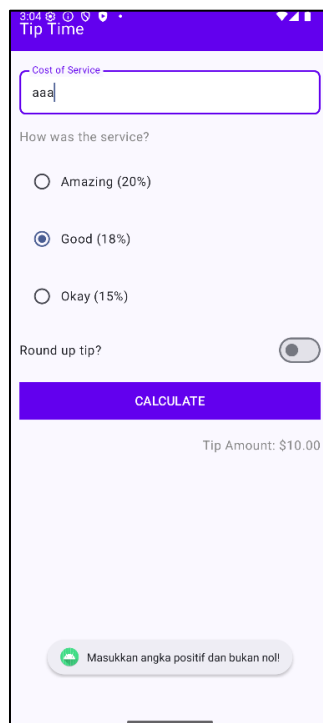 3:04
Tip Time
Cost of Service
aaa
How was the service?
Amazing (20%)
Good (18%)
Okay (15%)
Round up tip?
CALCULATE
Tip Amount: $10.00
Masukkan angka positif dan bukan nol!